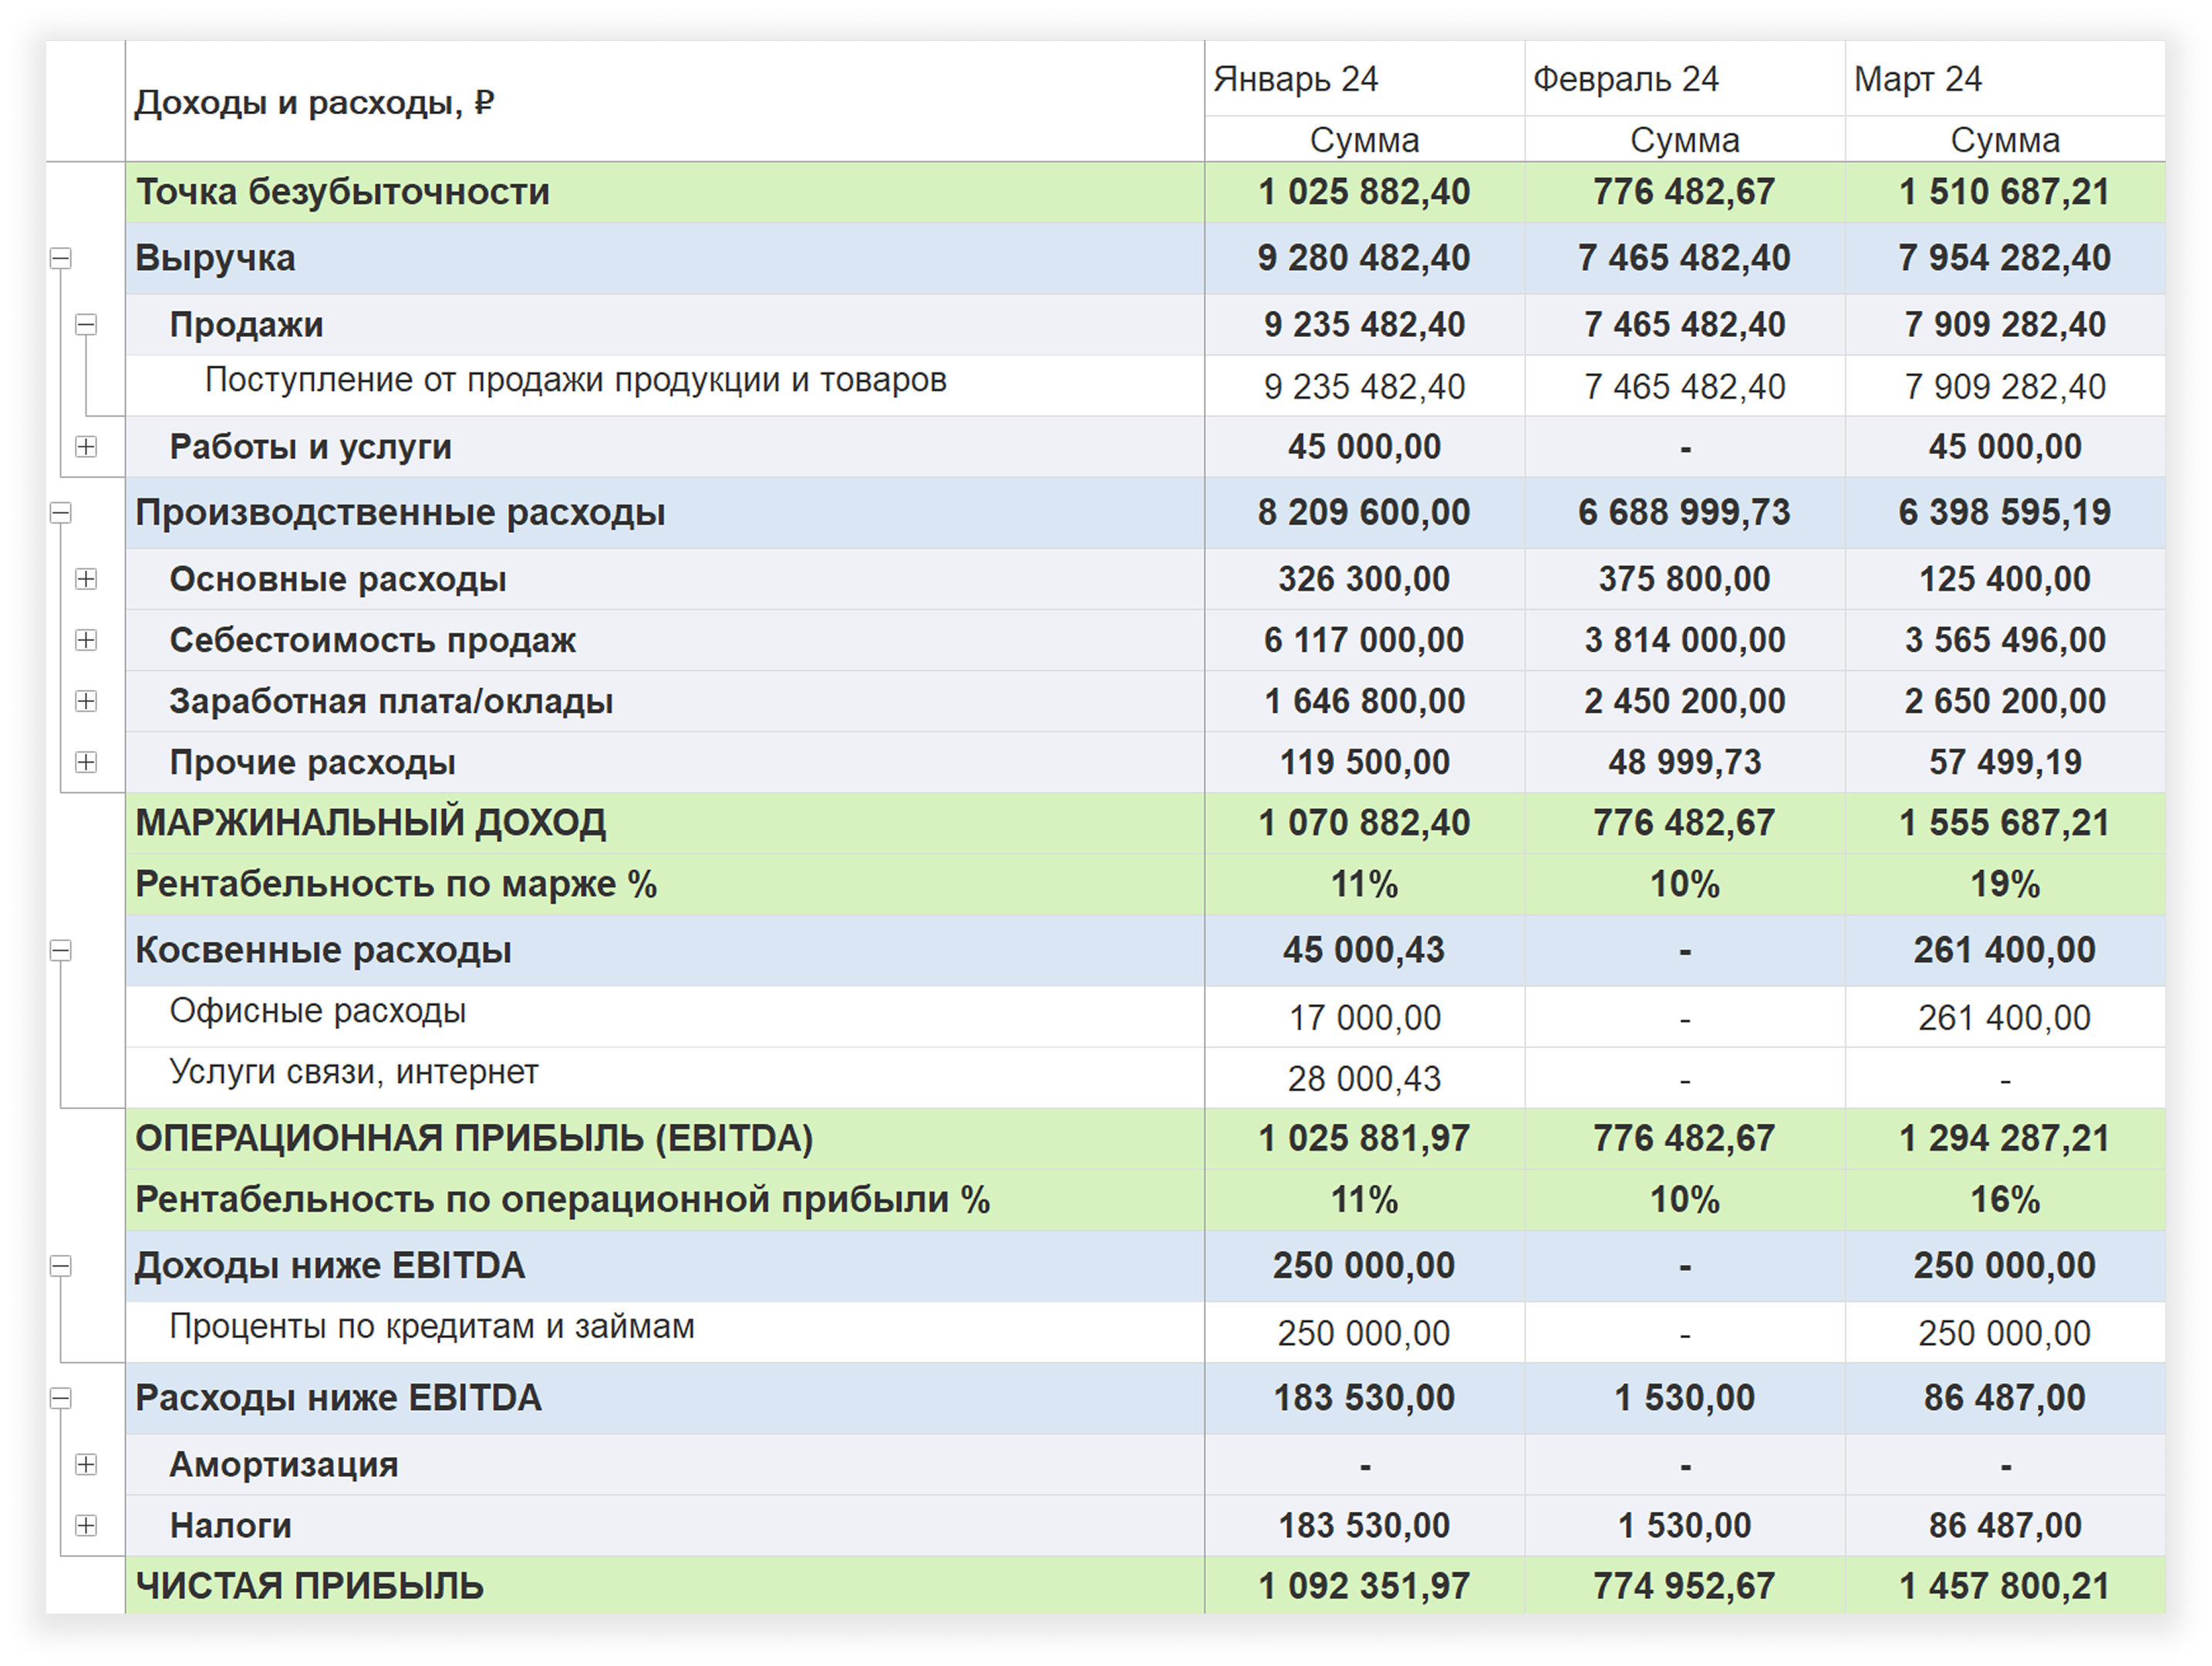 Доходы и расходы, ₽ Январь 24 Февраль 24 Март 24
Сумма Сумма Сумма
Точка безубыточности 1 025 882,40 776 482,67 1 510 687,21
Выручка 9 280 482,40 7 465 482,40 7 954 282,40
Продажи 9 235 482,40 7 465 482,40 7 909 282,40
Поступление от продажи продукции и товаров 9 235 482,40 7 465 482,40 7 909 282,40
Работы и услуги 45 000,00 - 45 000,00
Производственные расходы 8 209 600,00 6 688 999,73 6 398 595,19
Основные расходы 326 300,00 375 800,00 125 400,00
Себестоимость продаж 6 117 000,00 3 814 000,00 3 565 496,00
Заработная плата/оклады 1 646 800,00 2 450 200,00 2 650 200,00
Прочие расходы 119 500,00 48 999,73 57 499,19
МАРЖИНАЛЬНЫЙ ДОХОД 1 070 882,40 776 482,67 1 555 687,21
Рентабельность по марже % 11% 10% 19%
Косвенные расходы 45 000,43 - 261 400,00
Офисные расходы 17 000,00 - 261 400,00
Услуги связи, интернет 28 000,43 - -
ОПЕРАЦИОННАЯ ПРИБЫЛЬ (EBITDA) 1 025 881,97 776 482,67 1 294 287,21
Рентабельность по операционной прибыли % 11% 10% 16%
Доходы ниже EBITDA 250 000,00 - 250 000,00
Проценты по кредитам и займам 250 000,00 - 250 000,00
Расходы ниже EBITDA 183 530,00 1 530,00 86 487,00
Амортизация - - -
Налоги 183 530,00 1 530,00 86 487,00
ЧИСТАЯ ПРИБЫЛЬ 1 092 351,97 774 952,67 1 457 800,21